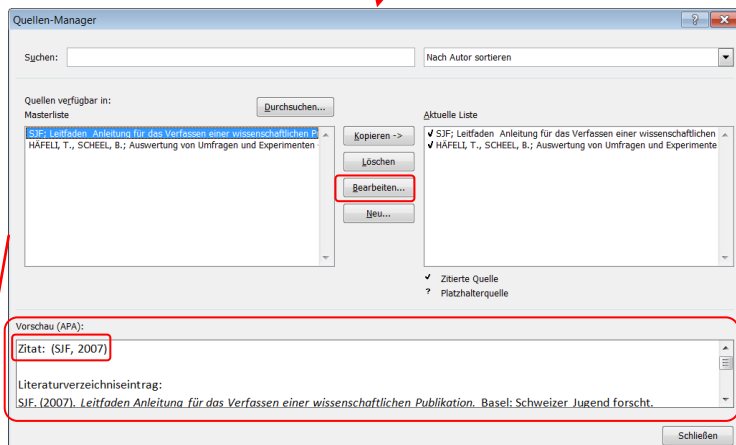 Quellen-Manager
Suchen:
Nach Autor sortieren
Quellen verfügbar in:
Masterliste
Durchsuchen...
Aktuelle Liste
SJF; Leitfaden Anleitung für das Verfassen einer wissenschaftlichen P
HÄFELI, T., SCHEEL, B.; Auswertung von Umfragen und Experimenten
Kopieren ->
Löschen
Bearbeiten...
Neu...
SJF; Leitfaden Anleitung für das Verfassen einer wissenschaftlichen
HÄFELI, T., SCHEEL, B.; Auswertung von Umfragen und Experimente
Zitierte Quelle
? Platzhalterquelle
Vorschau (APA):
Zitat: (SJF, 2007)
Literaturverzeichniseintrag:
SJF. (2007). Leitfaden Anleitung für das Verfassen einer wissenschaftlichen Publikation. Basel: Schweizer Jugend forscht.
Schließen